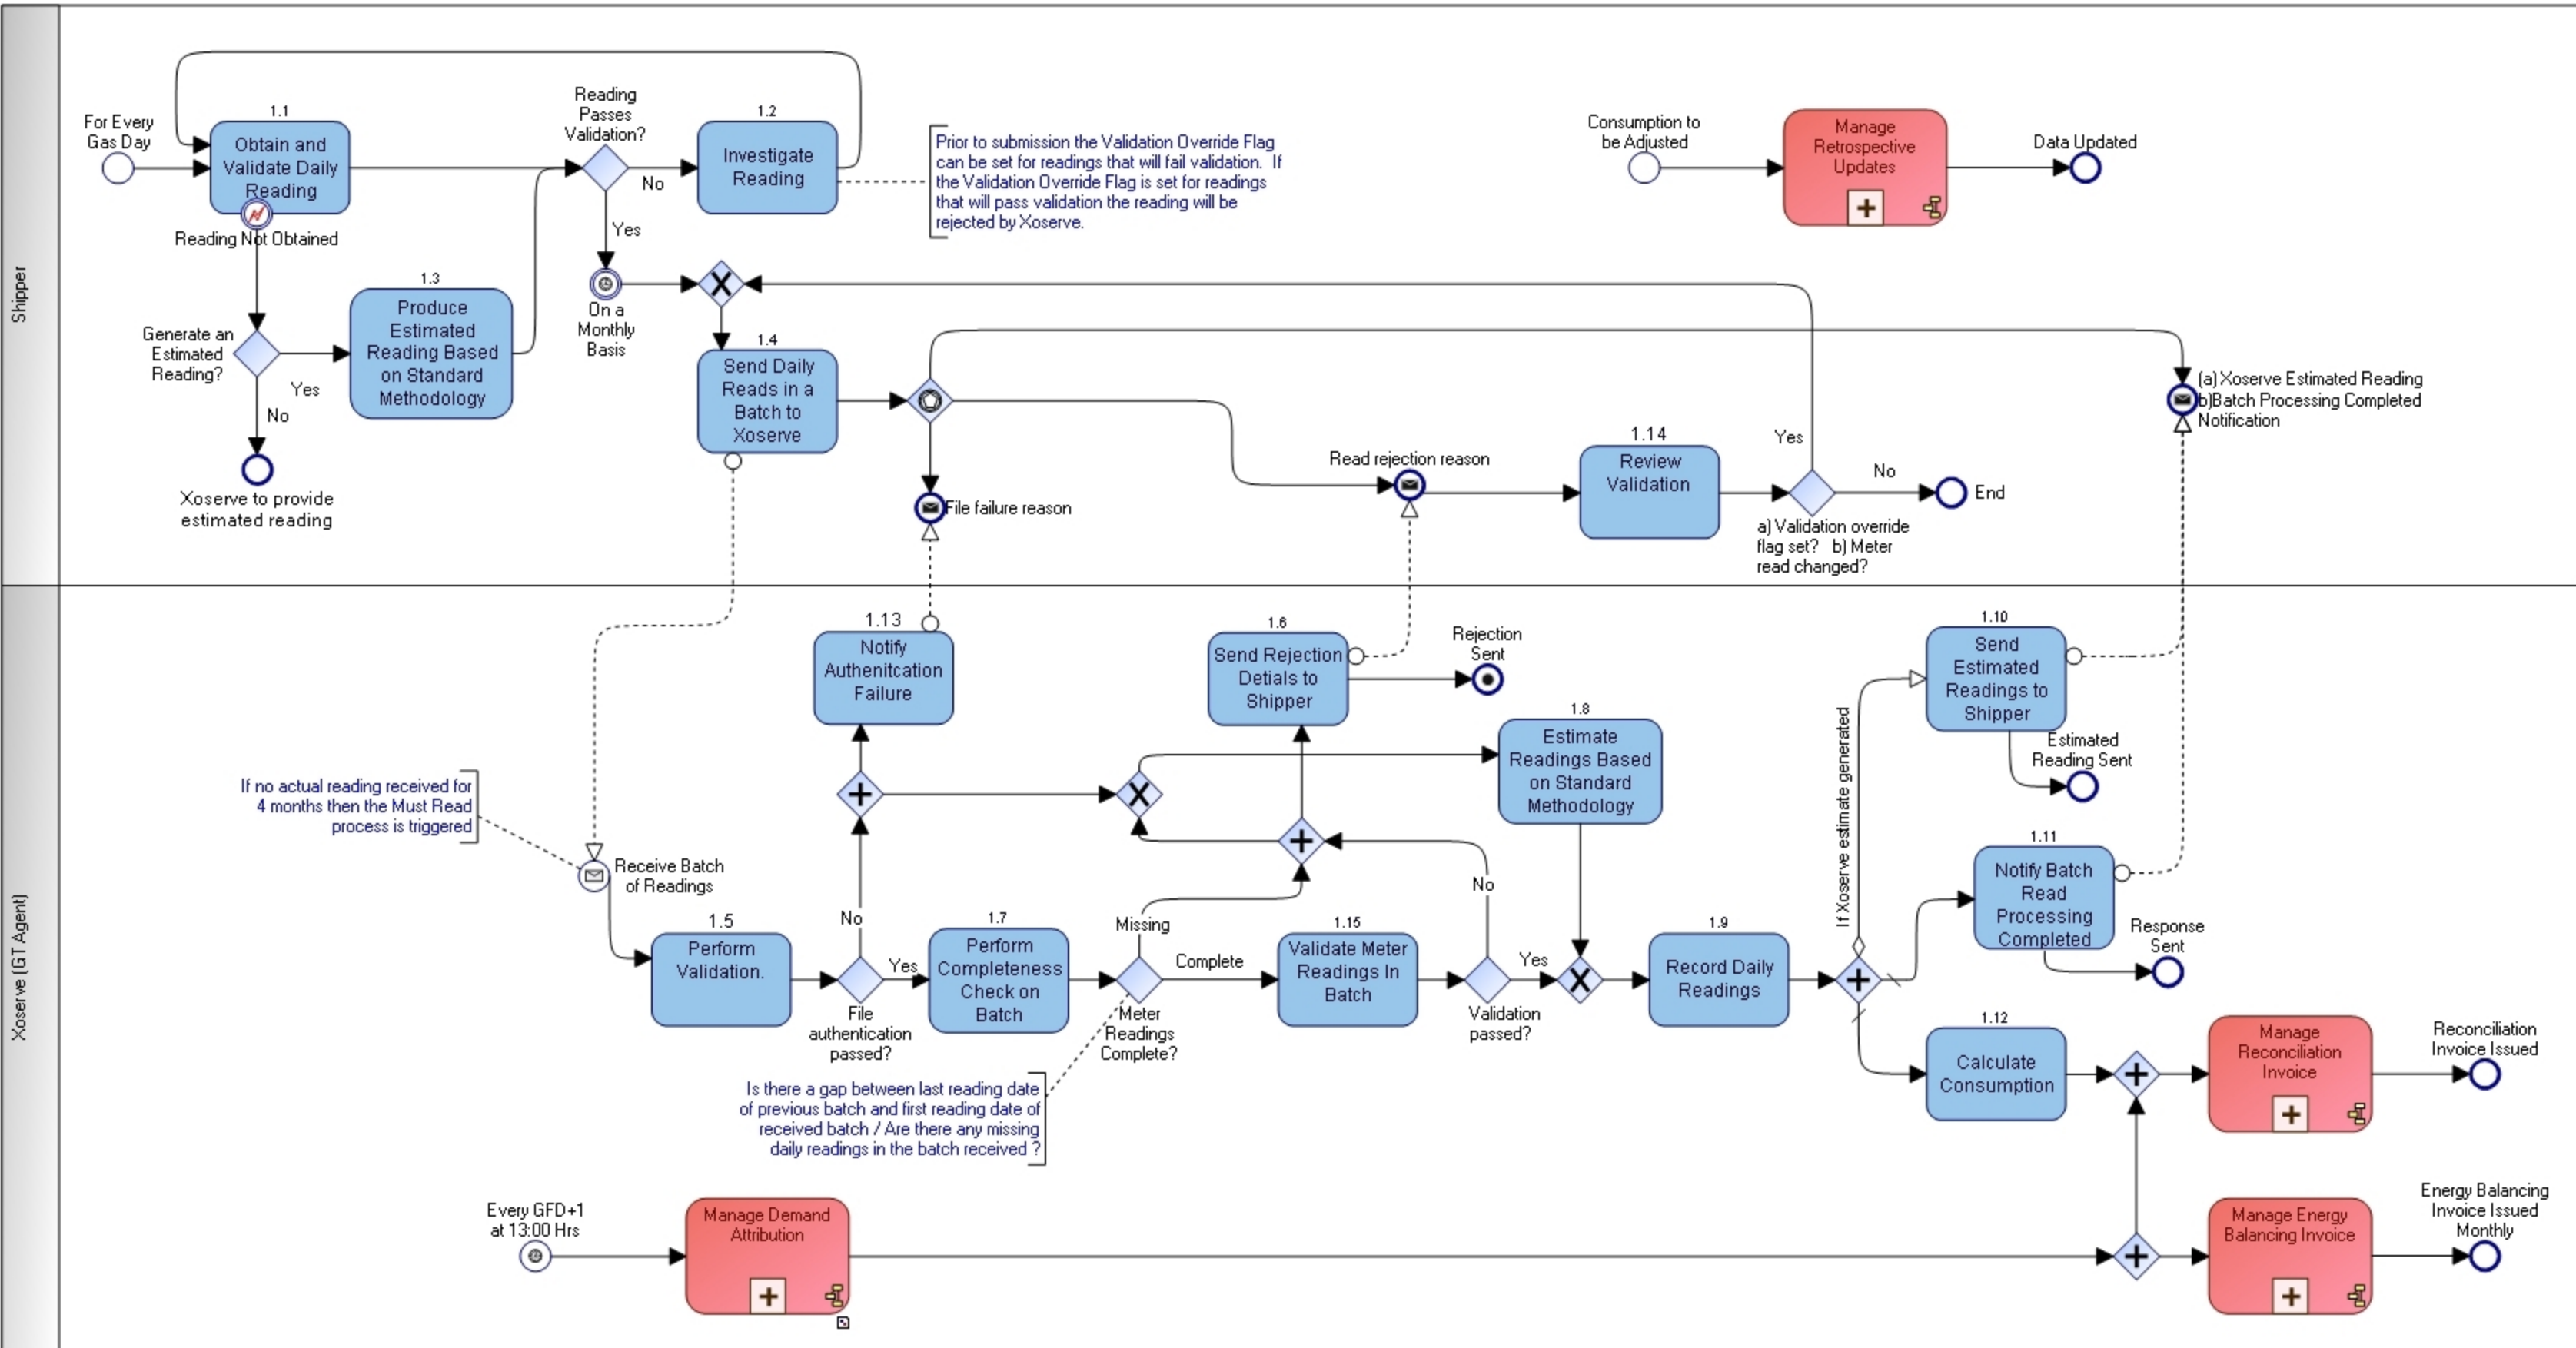 Shipper
For Every
Gas Day
1.1
Obtain and
Validate Daily
Reading
Reading Not Obtained
Reading
Passes
Validation?
No
Yes
1.2
Investigate
Reading
Prior to submission the Validation Override Flag
can be set for readings that will fail validation. If
the Validation Override Flag is set for readings
that will pass validation the reading will be
rejected by Xoserve.
Consumption to
be Adjusted
Manage
Retrospective
Updates
Data Updated
Generate an
Estimated
Reading?
Yes
No
1.3
Produce
Estimated
Reading Based
on Standard
Methodology
Xoserve to provide
estimated reading
On a
Monthly
Basis
1.4
Send Daily
Reads in a
Batch to
Xoserve
File failure reason
Read rejection reason
1.14
Review
Validation
Yes
No
End
a) Validation override
flag set? b) Meter
read changed?
(a) Xoserve Estimated Reading
b)Batch Processing Completed
Notification
Xoserve (GT Agent)
If no actual reading received for
4 months then the Must Read
process is triggered
Receive Batch
of Readings
1.5
Perform
Validation.
1.13
Notify
Authenitcation
Failure
No
Yes
File
authentication
passed?
1.7
Perform
Completeness
Check on
Batch
Missing
Complete
Meter
Readings
Complete?
Is there a gap between last reading date
of previous batch and first reading date of
received batch / Are there any missing
daily readings in the batch received ?
1.6
Send Rejection
Detials to
Shipper
Rejection
Sent
1.15
Validate Meter
Readings In
Batch
No
Yes
Validation
passed?
1.8
Estimate
Readings Based
on Standard
Methodology
1.9
Record Daily
Readings
If Xoserve estimate generated
1.10
Send
Estimated
Readings to
Shipper
Estimated
Reading Sent
1.11
Notify Batch
Read
Processing
Completed
Response
Sent
1.12
Calculate
Consumption
Manage
Reconciliation
Invoice
Reconciliation
Invoice Issued
Every GFD+1
at 13:00 Hrs
Manage Demand
Attribution
Manage Energy
Balancing Invoice
Energy Balancing
Invoice Issued
Monthly